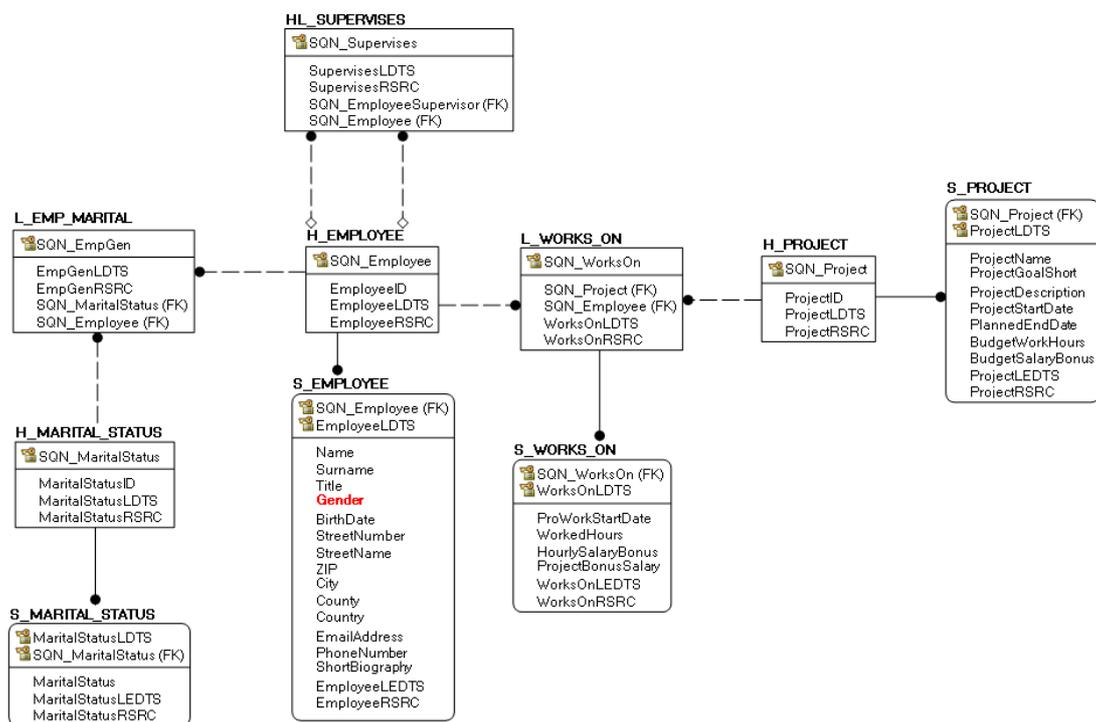 HL_SUPERVISES
SQN_Supervises
SupervisesLDTS
SupervisesRSRC
SQN_EmployeeSupervisor (FK)
SQN_Employee (FK)
L_EMP_MARITAL
SQN_EmpGen
EmpGenLDTS
EmpGenRSRC
SQN_MaritalStatus (FK)
SQN_Employee (FK)
H_EMPLOYEE
SQN_Employee
EmployeeID
EmployeeLDTS
EmployeeRSRC
L_WORKS_ON
SQN_WorksOn
SQN_Project (FK)
SQN_Employee (FK)
WorksOnLDTS
WorksOnRSRC
H_PROJECT
SQN_Project
ProjectID
ProjectLDTS
ProjectRSRC
S_PROJECT
SQN_Project (FK)
ProjectLDTS
ProjectName
ProjectGoalShort
ProjectDescription
ProjectStartDate
PlannedEndDate
BudgetWorkHours
BudgetSalaryBonus
ProjectLEDTS
ProjectRSRC
H_MARITAL_STATUS
SQN_MaritalStatus
MaritalStatusID
MaritalStatusLDTS
MaritalStatusRSRC
S_EMPLOYEE
SQN_Employee (FK)
EmployeeLDTS
Name
Surname
Title
Gender
BirthDate
StreetNumber
StreetName
ZIP
City
County
Country
EmailAddress
PhoneNumber
ShortBiography
EmployeeLEDTS
EmployeeRSRC
S_WORKS_ON
SQN_WorksOn (FK)
WorksOnLDTS
ProWorkStartDate
WorkedHours
HourlySalaryBonus
ProjectBonusSalary
WorksOnLEDTS
WorksOnRSRC
S_MARITAL_STATUS
MaritalStatusLDTS
SQN_MaritalStatus (FK)
MaritalStatus
MaritalStatusLEDTS
MaritalStatusRSRC